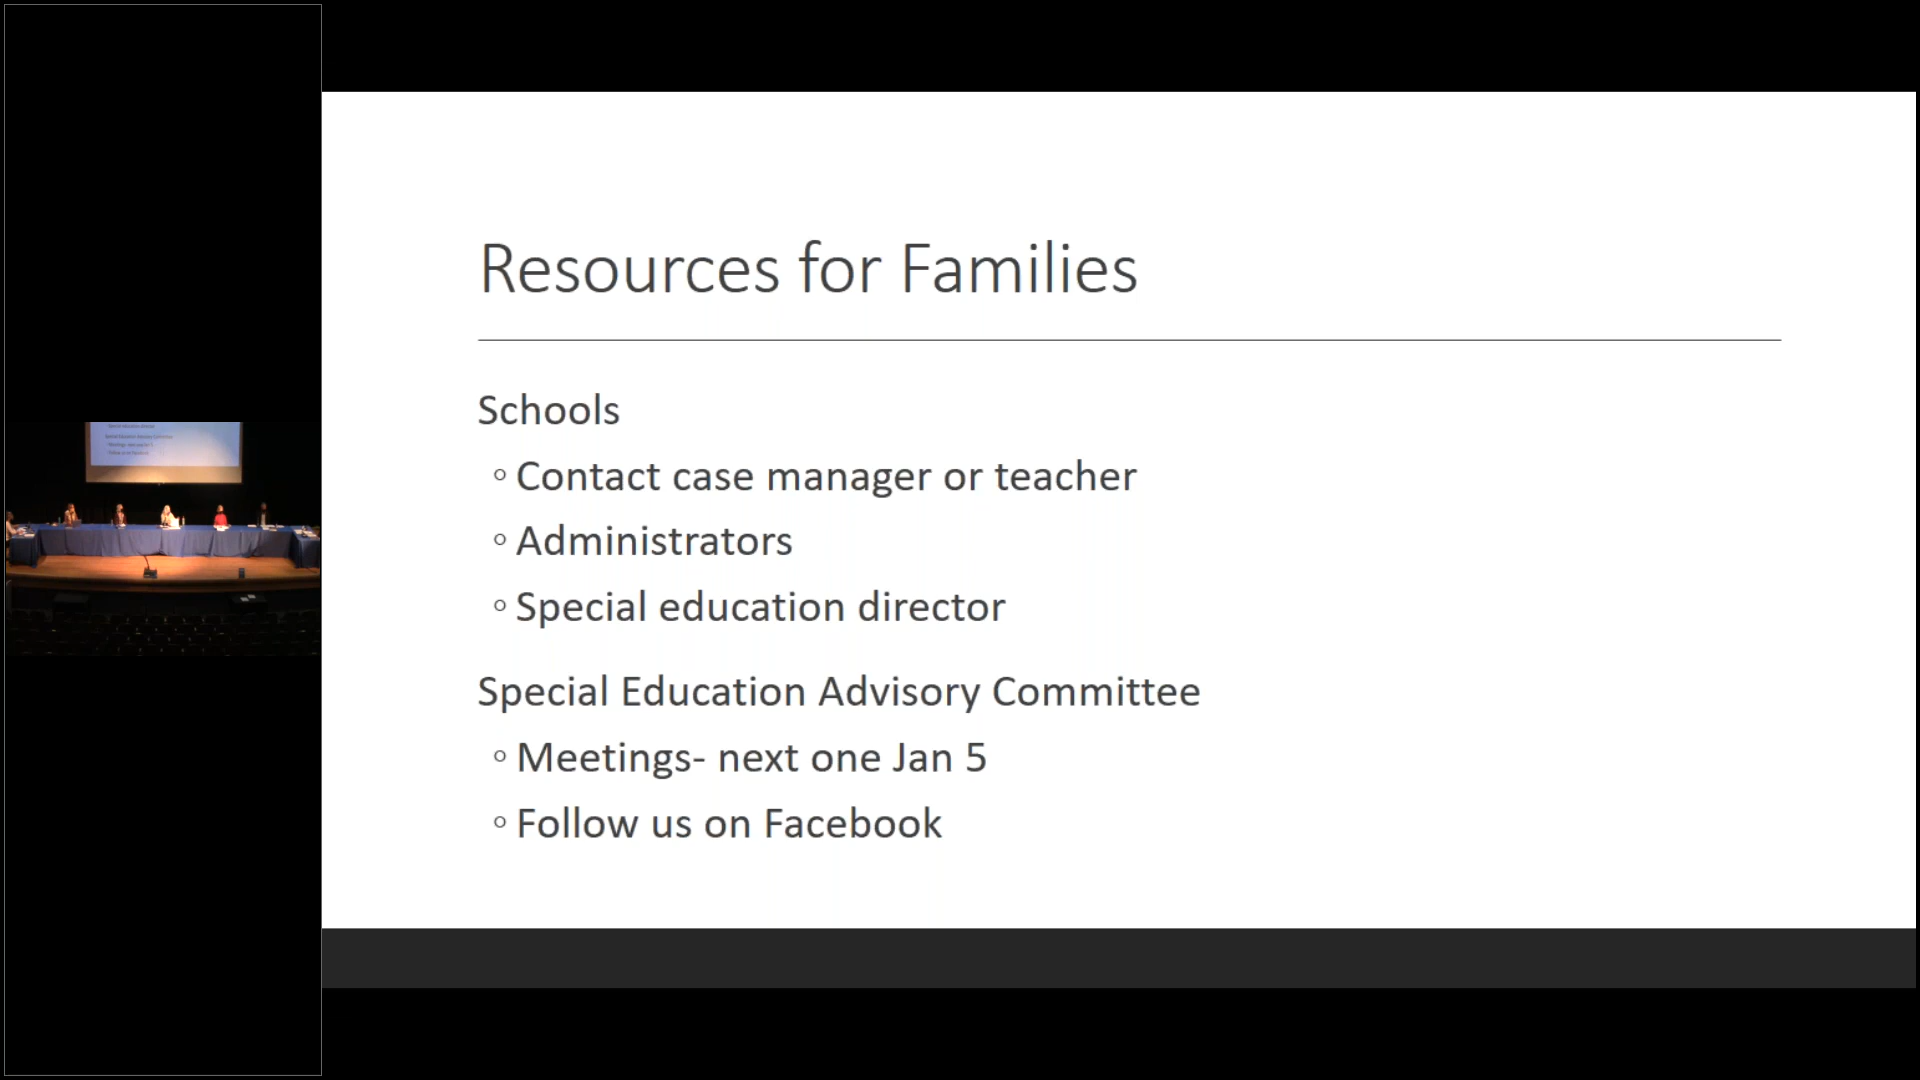 Resources for Families
Schools
◦ Contact case manager or teacher
◦ Administrators
◦ Special education director
Special Education Advisory Committee
◦ Meetings- next one Jan 5
◦ Follow us on Facebook